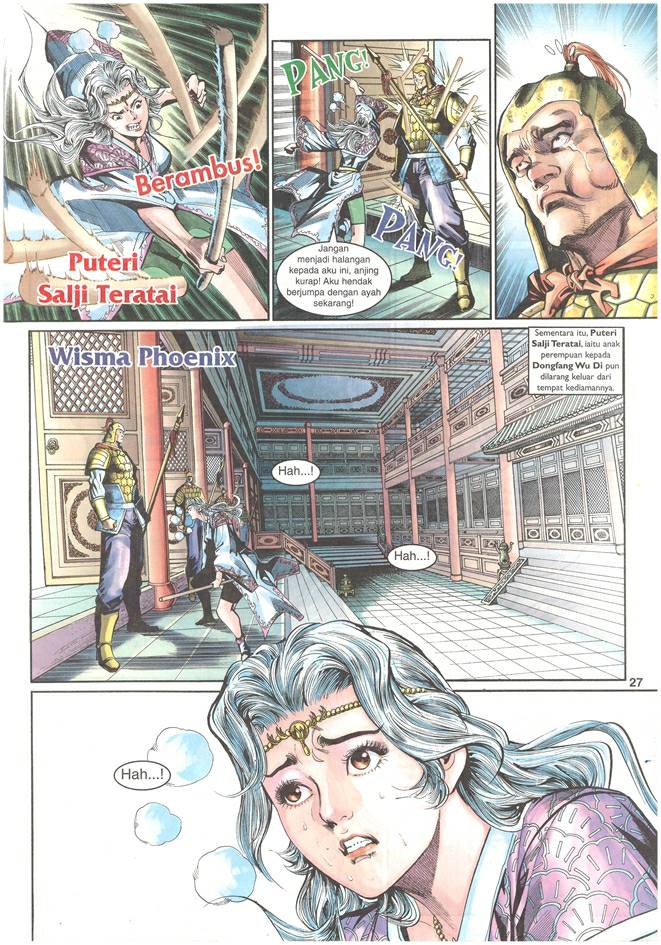 Berambus!
Puteri
Salji Teratai
PANG!
PANG!
Jangan
menjadi halangan
kepada aku ini, anjing
kurap! Aku hendak
berjumpa dengan ayah
sekarang!
Wisma Phoenix
Sementara itu, Puteri
Salji Teratai, iaitu anak
perempuan kepada
Dongfang Wu Di pun
dilarang keluar dari
tempat kediamannya.
Hah...!
Hah...!
27
Hah...!